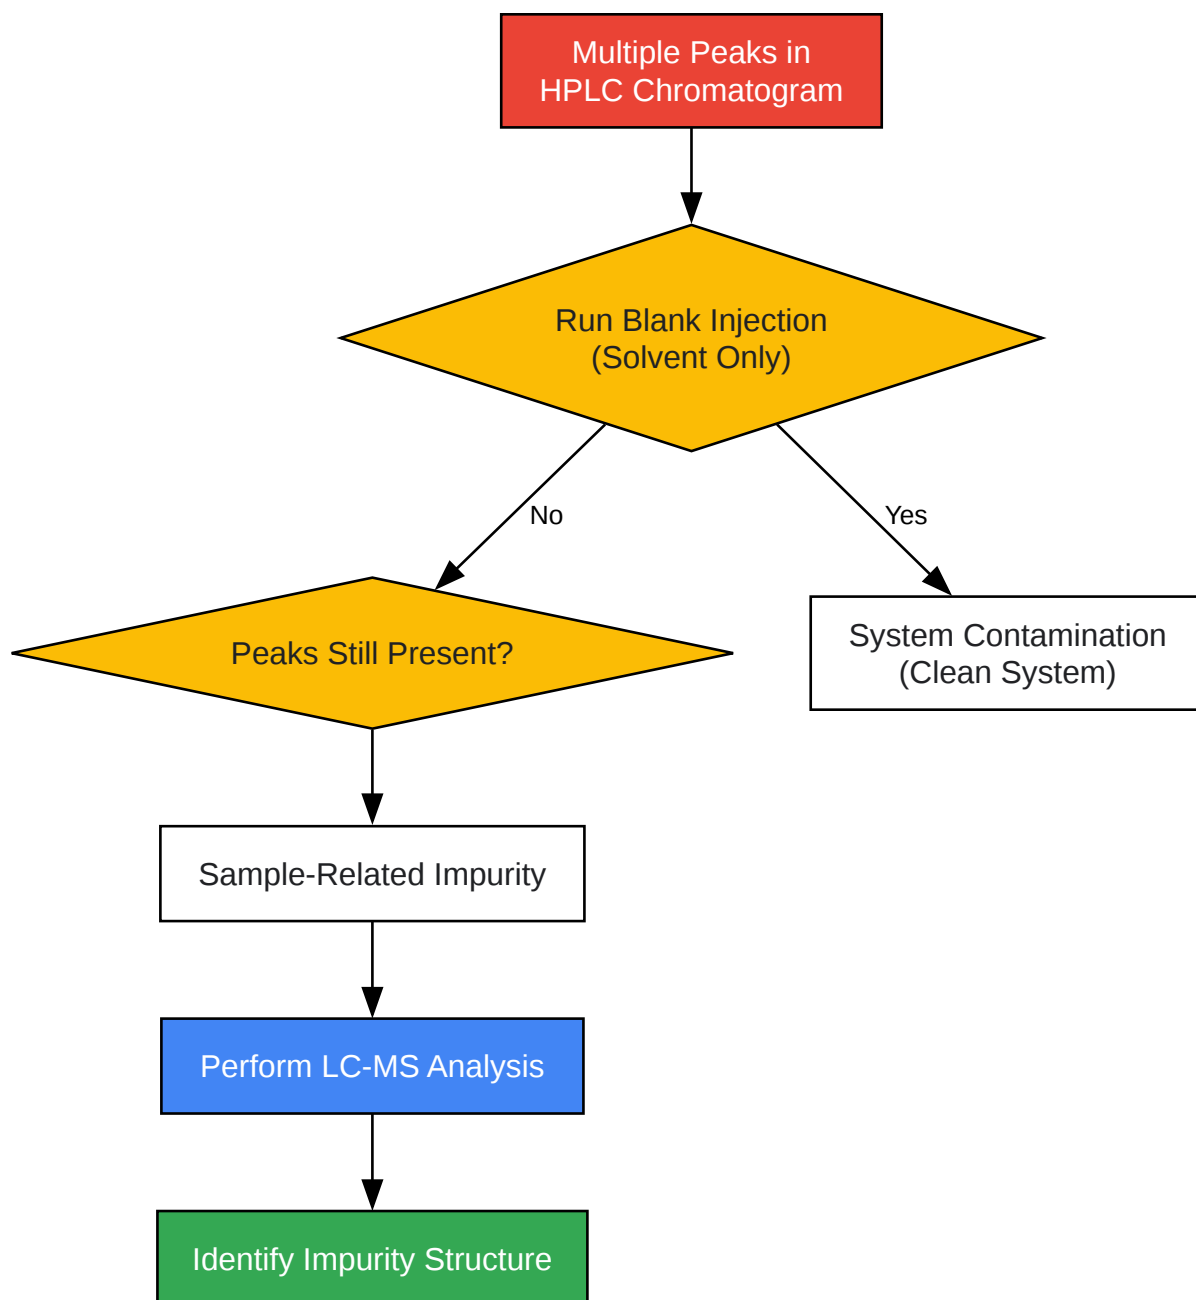 Multiple Peaks in
HPLC Chromatogram
Run Blank Injection
(Solvent Only)
No
Yes
Peaks Still Present?
System Contamination
(Clean System)
Sample-Related Impurity
Perform LC-MS Analysis
Identify Impurity Structure